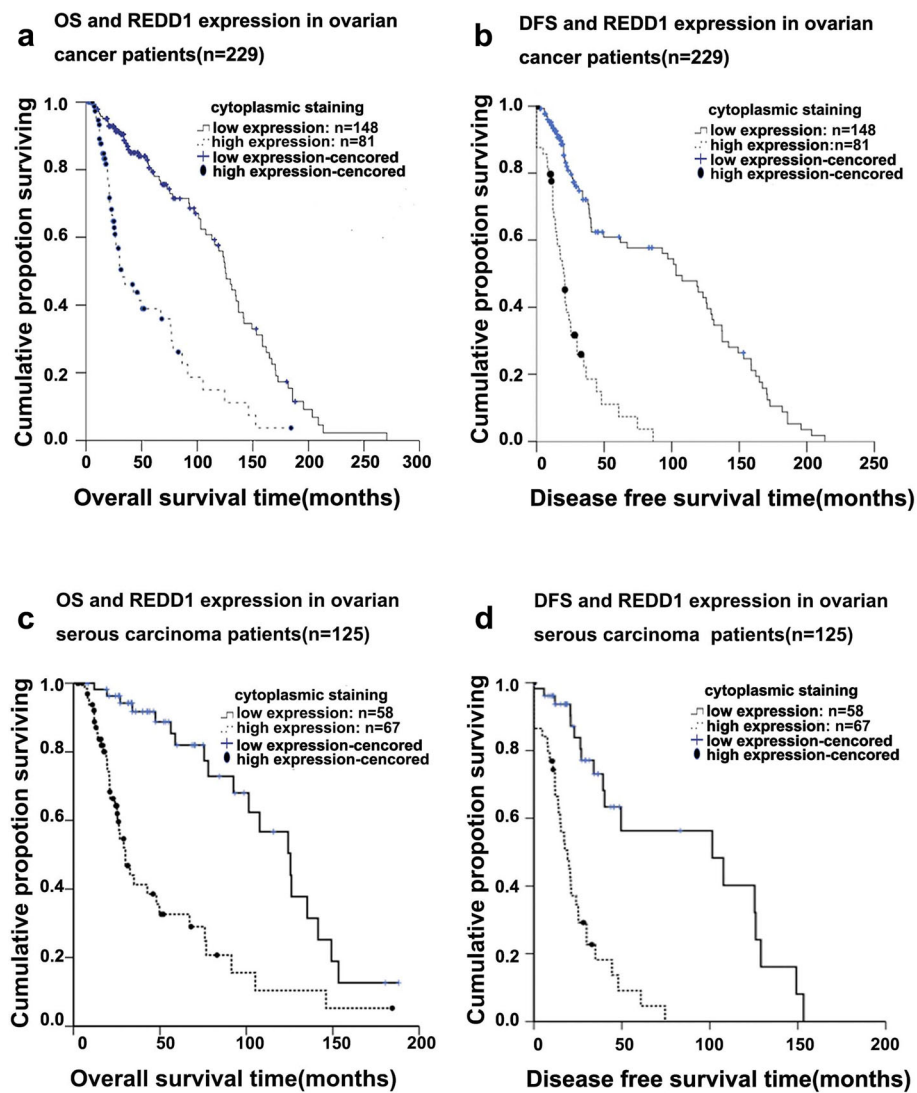 a
OS and REDD1 expression in ovarian
cancer patients(n=229)
Cumulative propotion surviving
1.0
0.8
0.6
0.4
0.2
0.0
cytoplasmic staining
low expression: n=148
high expression: n=81
low expression-cencored
high expression-cencored
0 50 100 150 200 250 300
Overall survival time(months)
b
DFS and REDD1 expression in ovarian
cancer patients(n=229)
Cumulative propotion surviving
1.0
0.8
0.6
0.4
0.2
0.0
cytoplasmic staining
low expression: n=148
high expression:n=81
low expression-cencored
high expression-cencored
0 50 100 150 200 250
Disease free survival time(months)
c
OS and REDD1 expression in ovarian
serous carcinoma patients(n=125)
Cumulative propotion surviving
1.0
0.8
0.6
0.4
0.2
0.0
cytoplasmic staining
low expression: n=58
high expression: n=67
low expression-cencored
high expression-cencored
0 50 100 150 200
Overall survival time(months)
d
DFS and REDD1 expression in ovarian
serous carcinoma patients(n=125)
Cumulative propotion surviving
1.0
0.8
0.6
0.4
0.2
0.0
cytoplasmic staining
low expression: n=58
high expression: n=67
low expression-cencored
high expression-cencored
0 50 100 150 200
Disease free survival time(months)